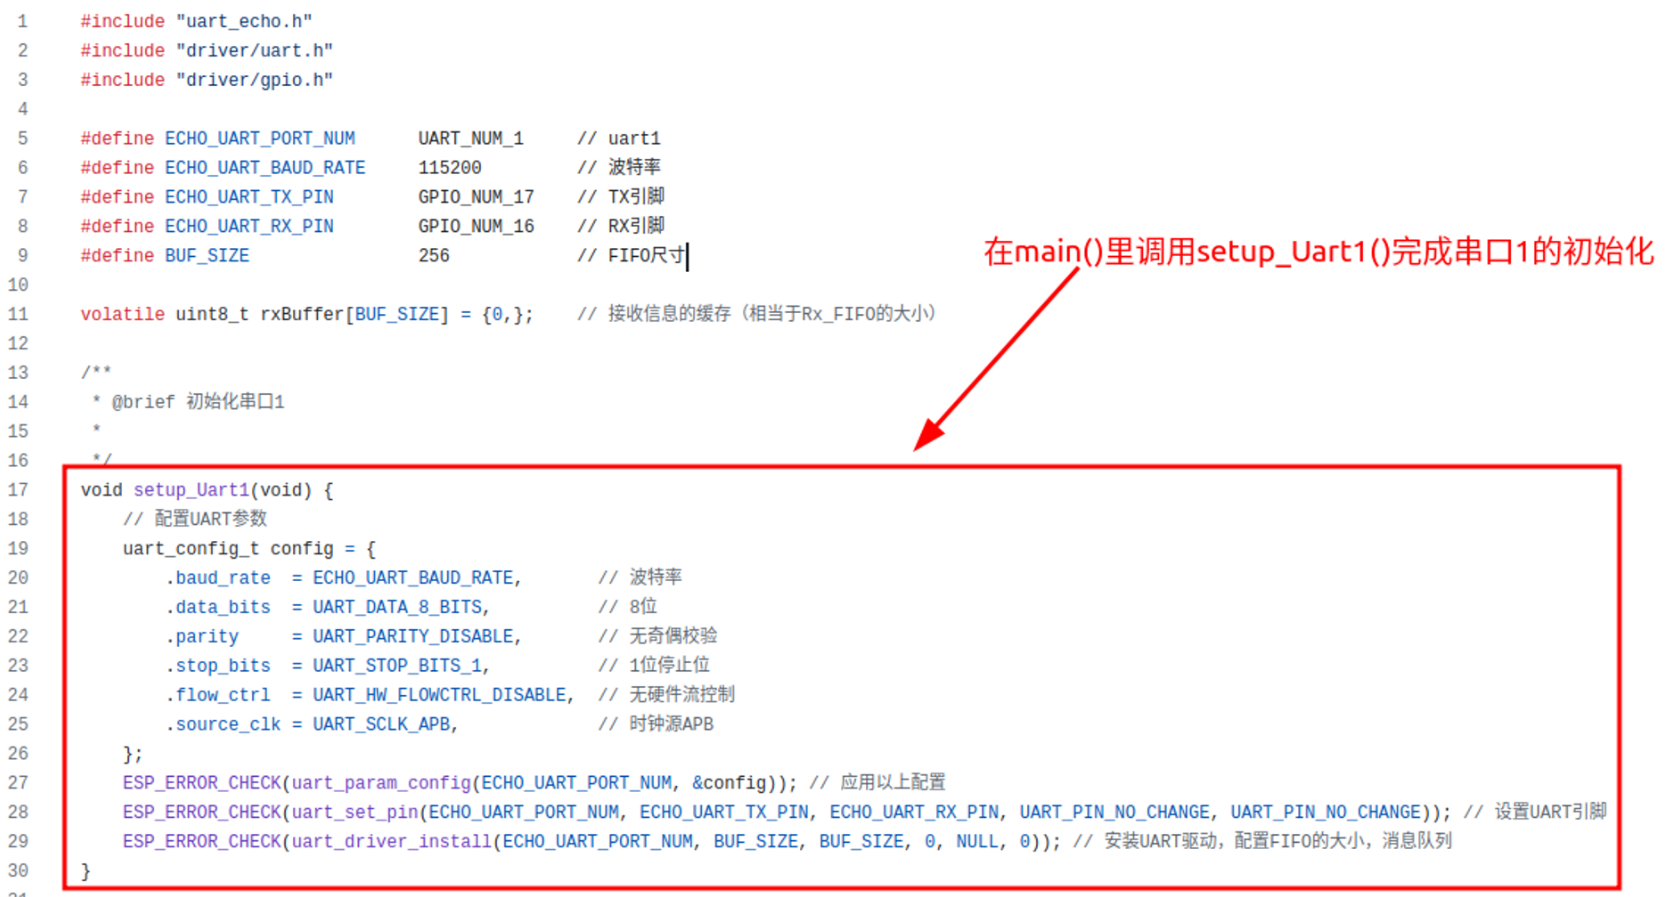 1 #include "uart_echo.h"
2 #include "driver/uart.h"
3 #include "driver/gpio.h"
4
5 #define ECHO_UART_PORT_NUM      UART_NUM_1     // uart1
6 #define ECHO_UART_BAUD_RATE     115200         // 波特率
7 #define ECHO_UART_TX_PIN        GPIO_NUM_17    // TX引脚
8 #define ECHO_UART_RX_PIN        GPIO_NUM_16    // RX引脚
9 #define BUF_SIZE                256            // FIFO尺寸
在main()里调用setup_Uart1()完成串口1的初始化
10
11 volatile uint8_t rxBuffer[BUF_SIZE] = {0,};    // 接收信息的缓存（相当于Rx_FIFO的大小）
12
13 /**
14  * @brief 初始化串口1
15  *
16  */
17 void setup_Uart1(void) {
18     // 配置UART参数
19     uart_config_t config = {
20         .baud_rate  = ECHO_UART_BAUD_RATE,       // 波特率
21         .data_bits  = UART_DATA_8_BITS,          // 8位
22         .parity     = UART_PARITY_DISABLE,       // 无奇偶校验
23         .stop_bits  = UART_STOP_BITS_1,          // 1位停止位
24         .flow_ctrl  = UART_HW_FLOWCTRL_DISABLE,  // 无硬件流控制
25         .source_clk = UART_SCLK_APB,             // 时钟源APB
26     };
27     ESP_ERROR_CHECK(uart_param_config(ECHO_UART_PORT_NUM, &config)); // 应用以上配置
28     ESP_ERROR_CHECK(uart_set_pin(ECHO_UART_PORT_NUM, ECHO_UART_TX_PIN, ECHO_UART_RX_PIN, UART_PIN_NO_CHANGE, UART_PIN_NO_CHANGE)); // 设置UART引脚
29     ESP_ERROR_CHECK(uart_driver_install(ECHO_UART_PORT_NUM, BUF_SIZE, BUF_SIZE, 0, NULL, 0)); // 安装UART驱动，配置FIFO的大小，消息队列
30 }